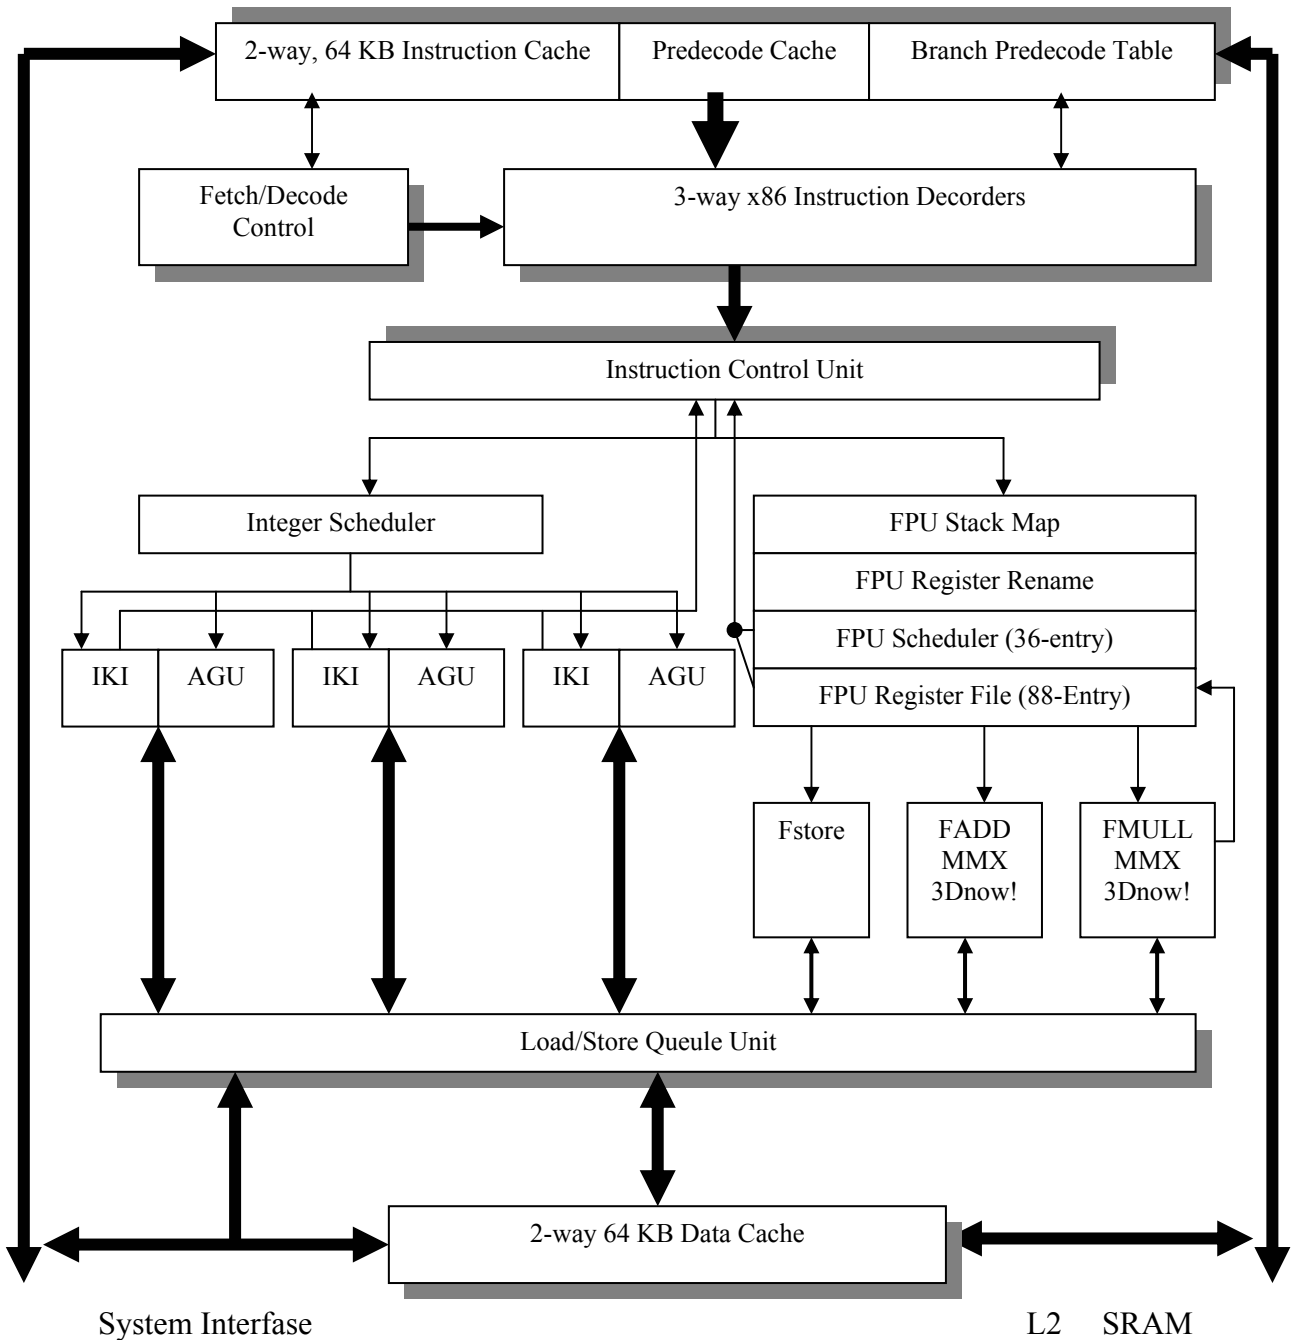 2-way, 64 KB Instruction Cache
Predecode Cache
Branch Predecode Table
Fetch/Decode
Control
3-way x86 Instruction Decorders
Instruction Control Unit
Integer Scheduler
FPU Stack Map
FPU Register Rename
FPU Scheduler (36-entry)
FPU Register File (88-Entry)
IKI
AGU
IKI
AGU
IKI
AGU
Fstore
FADD
MMX
3Dnow!
FMULL
MMX
3Dnow!
Load/Store Queule Unit
2-way 64 KB Data Cache
System Interfase
L2 SRAM